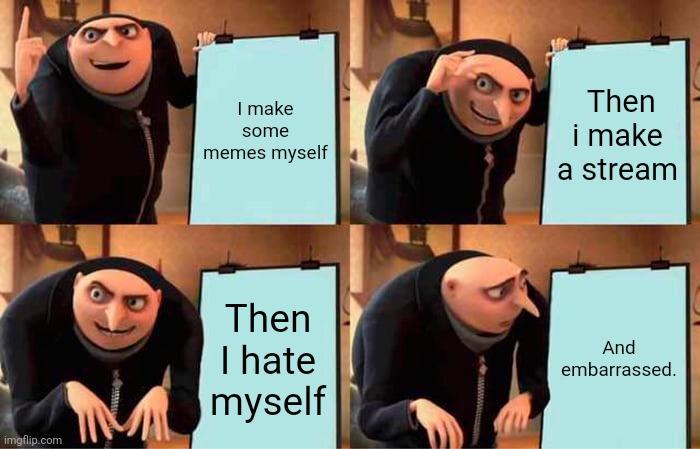 I make
some
memes myself
Then
i make
a stream
Then
I hate
myself
And
embarrassed.
imgflip.com